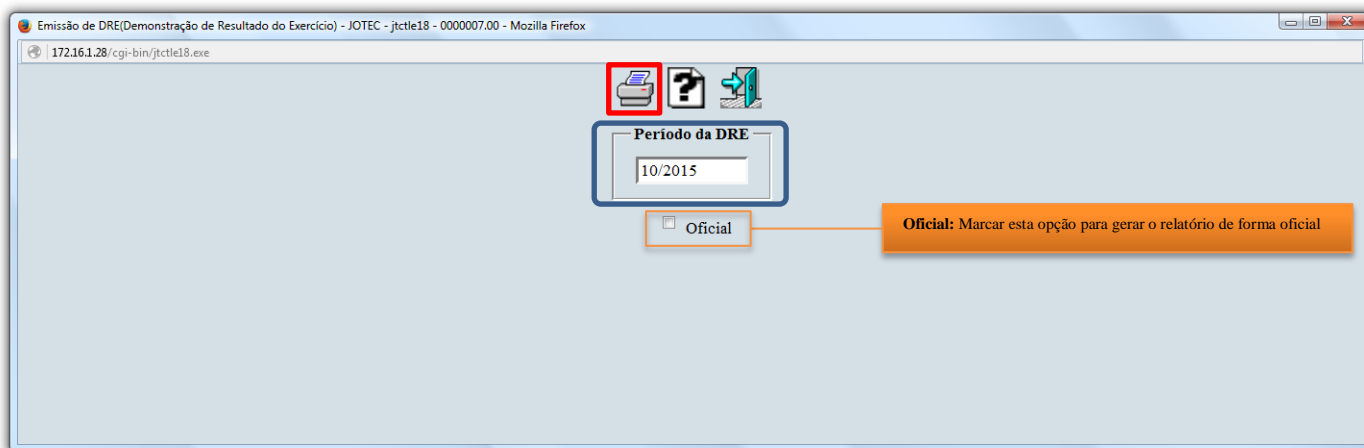 Emissão de DRE(Demonstração de Resultado do Exercício) - JOTEC - jtctle18 - 0000007.00 - Mozilla Firefox
172.16.1.28/cgi-bin/jtctle18.exe
Período da DRE
10/2015
Oficial
Oficial: Marcar esta opção para gerar o relatório de forma oficial